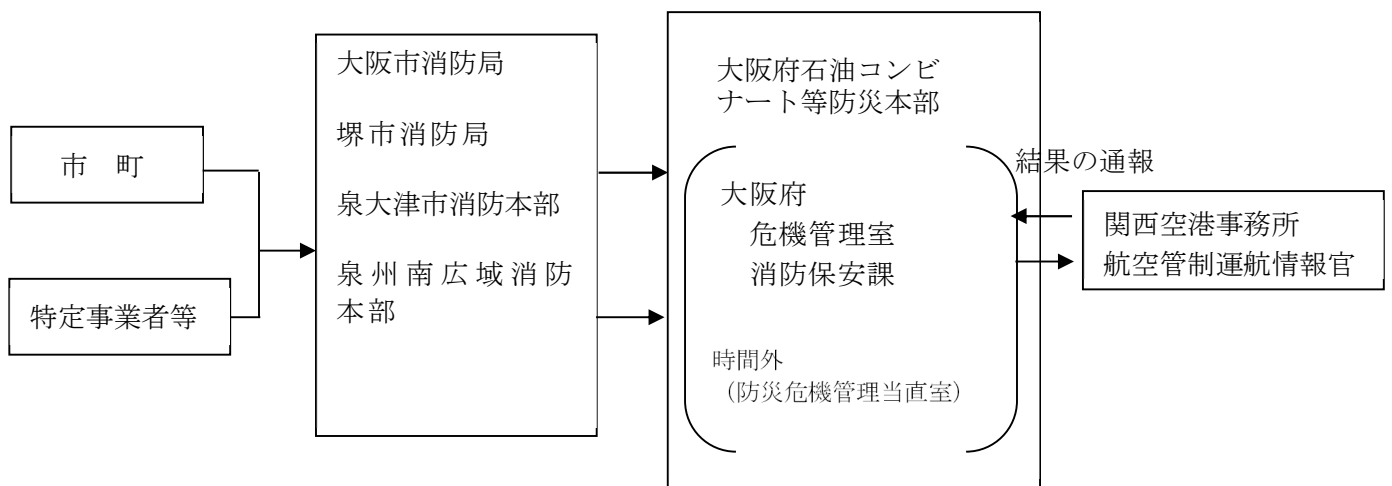 市　町
特定事業者等
大阪市消防局
堺市消防局
泉大津市消防本部
泉州南広域消防
本部
大阪府石油コンビ
ナート等防災本部
大阪府
危機管理室
消防保安課
時間外
（防災危機管理当直室）
結果の通報
関西空港事務所
航空管制運航情報官